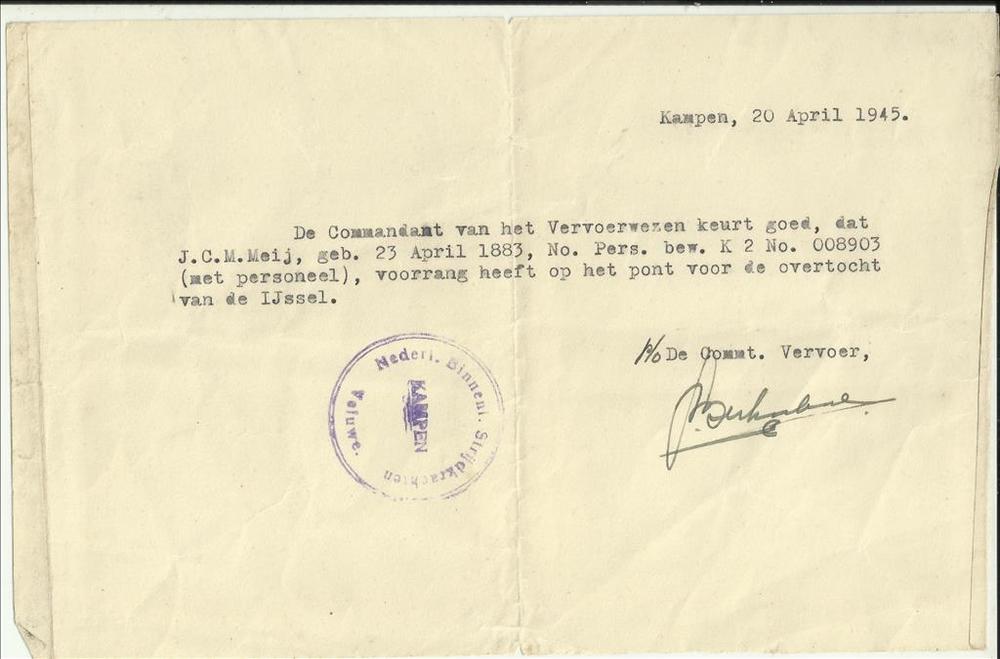 Kampen, 20 April 1945.
De Commandant van het Vervoerwezen keurt goed, dat
J.C.M.Meij, geb. 23 April 1883, No. Pers. bew. K 2 No. 008903
(met personeel), voorrang heeft op het pont voor de overtocht
van de IJssel.
P/o De Commt. Vervoer,
Nederl. Binnenl. Strijdkrachten
KAMPEN
Veluwe.